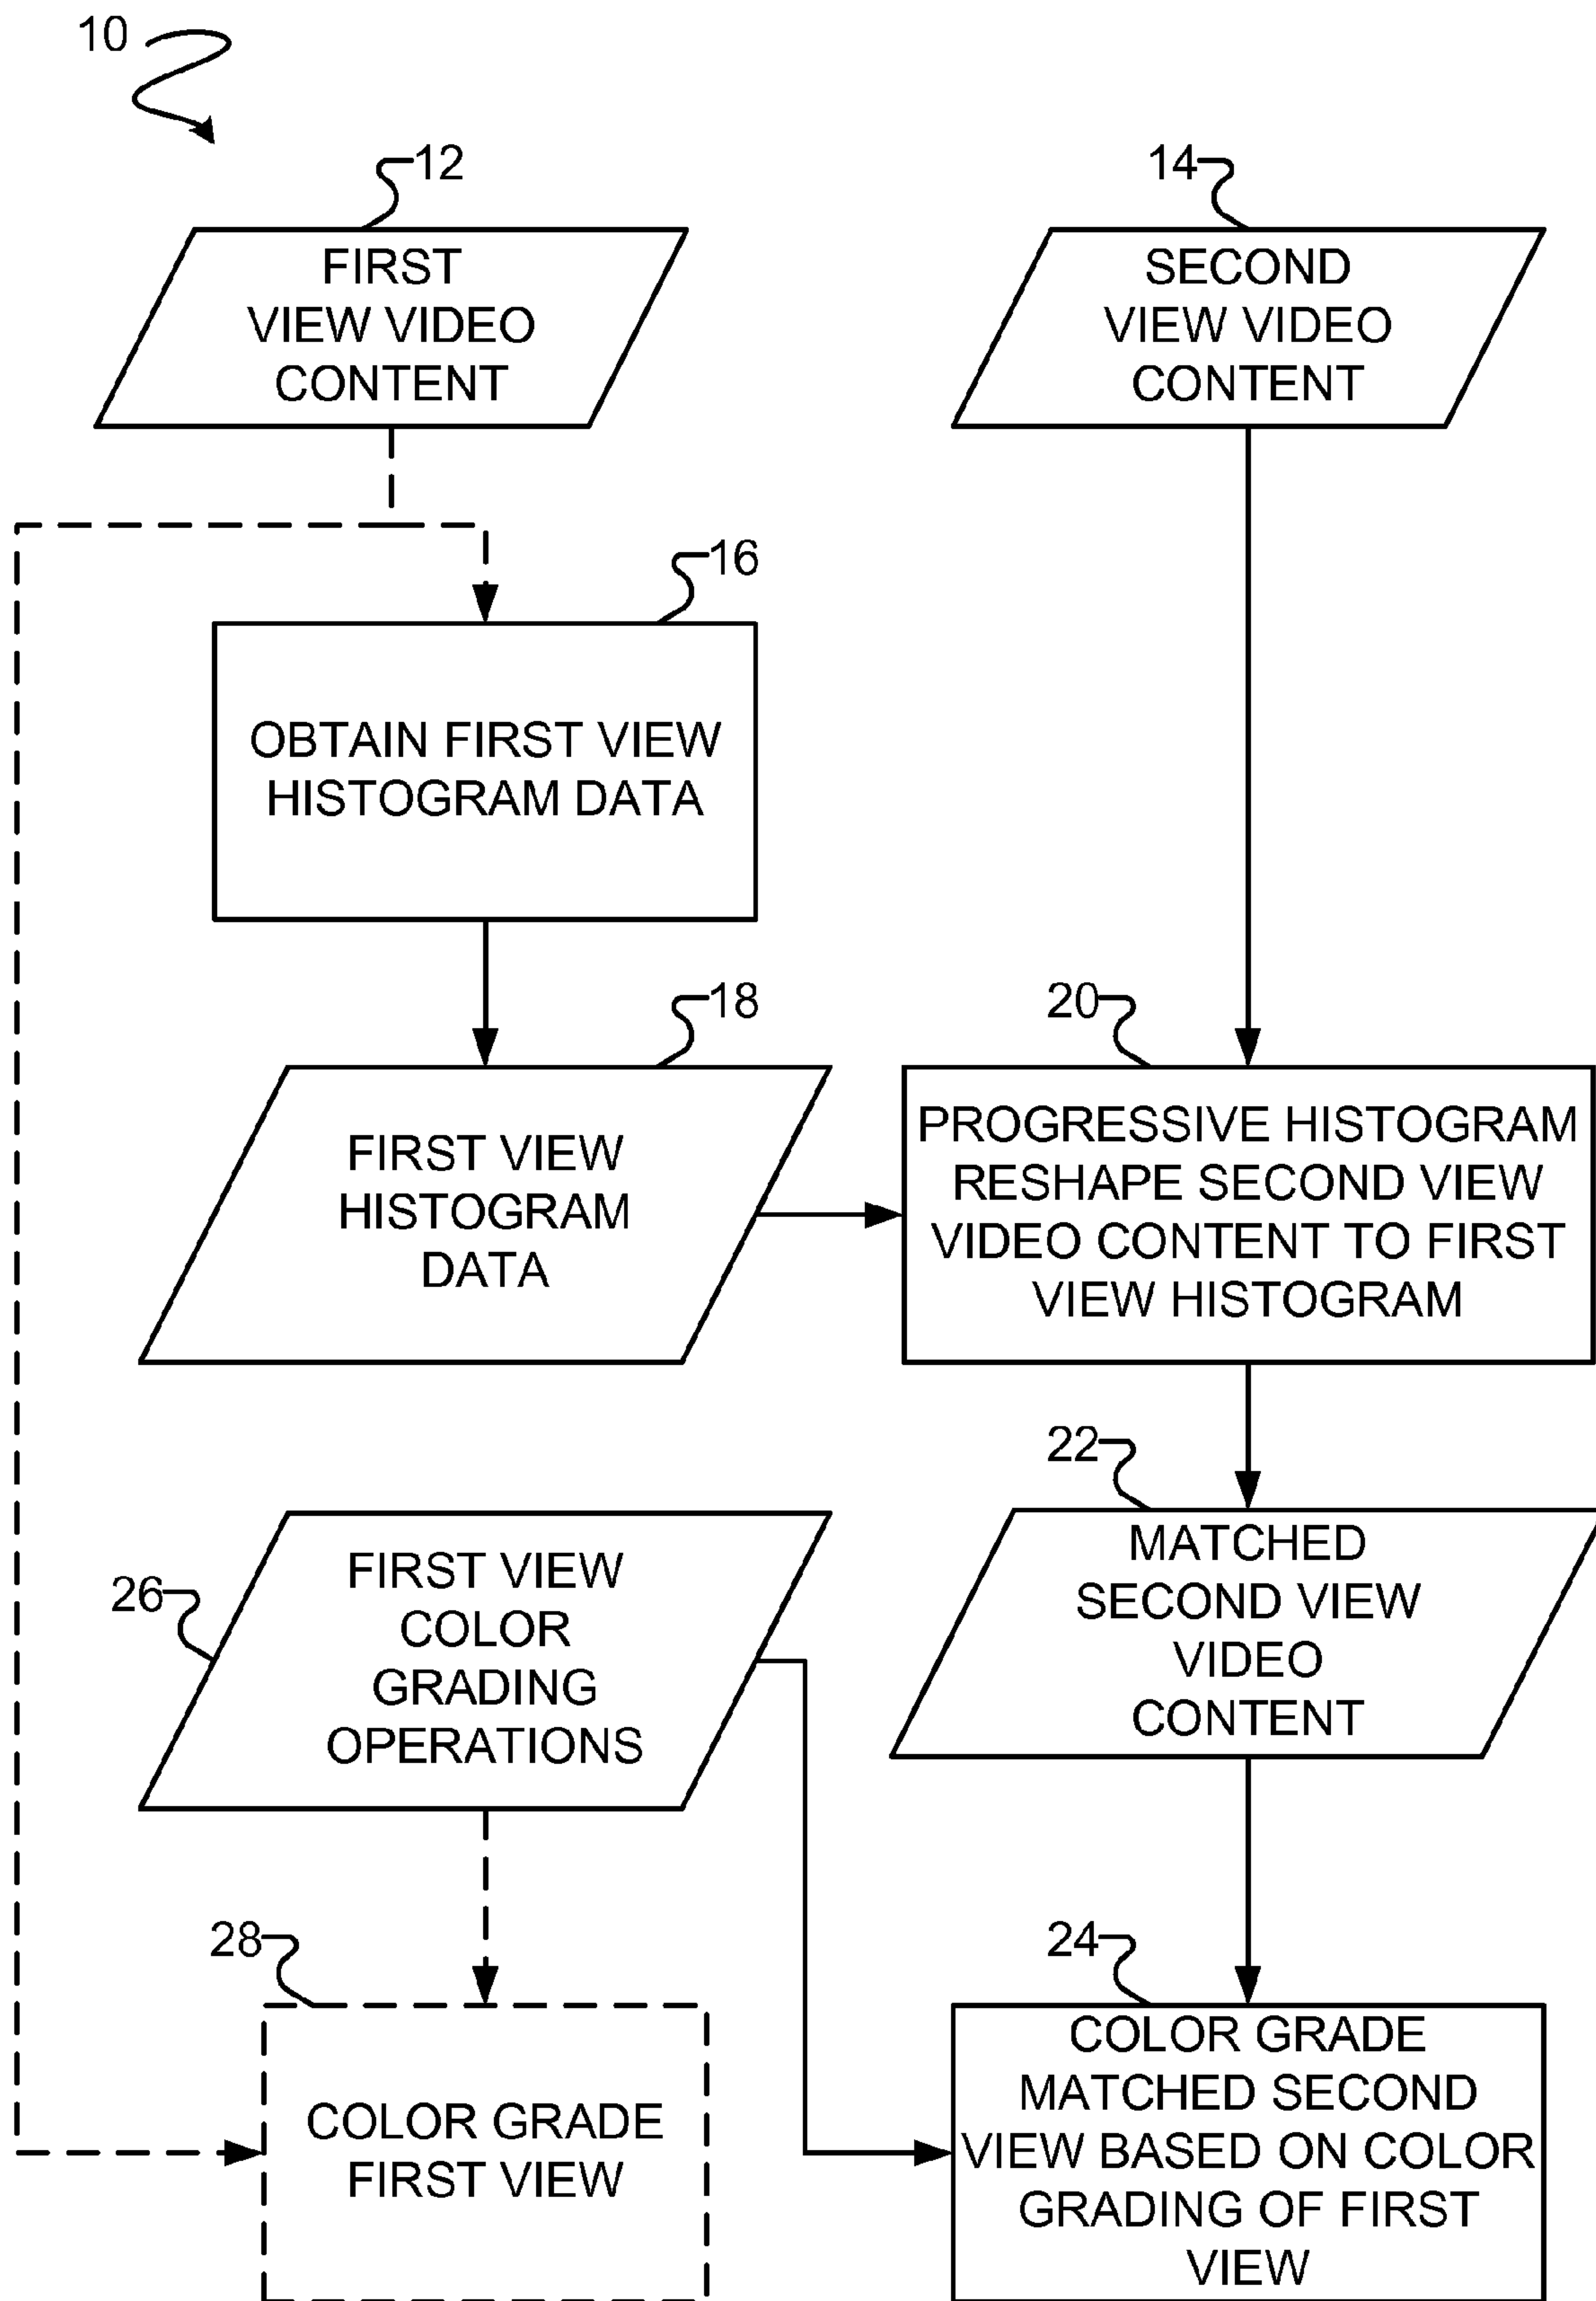 10
12
FIRST
VIEW VIDEO
CONTENT
14
SECOND
VIEW VIDEO
CONTENT
16
OBTAIN FIRST VIEW
HISTOGRAM DATA
18
FIRST VIEW
HISTOGRAM
DATA
20
PROGRESSIVE HISTOGRAM
RESHAPE SECOND VIEW
VIDEO CONTENT TO FIRST
VIEW HISTOGRAM
22
MATCHED
SECOND VIEW
VIDEO
CONTENT
26
FIRST VIEW
COLOR
GRADING
OPERATIONS
28
COLOR GRADE
FIRST VIEW
24
COLOR GRADE
MATCHED SECOND
VIEW BASED ON COLOR
GRADING OF FIRST
VIEW